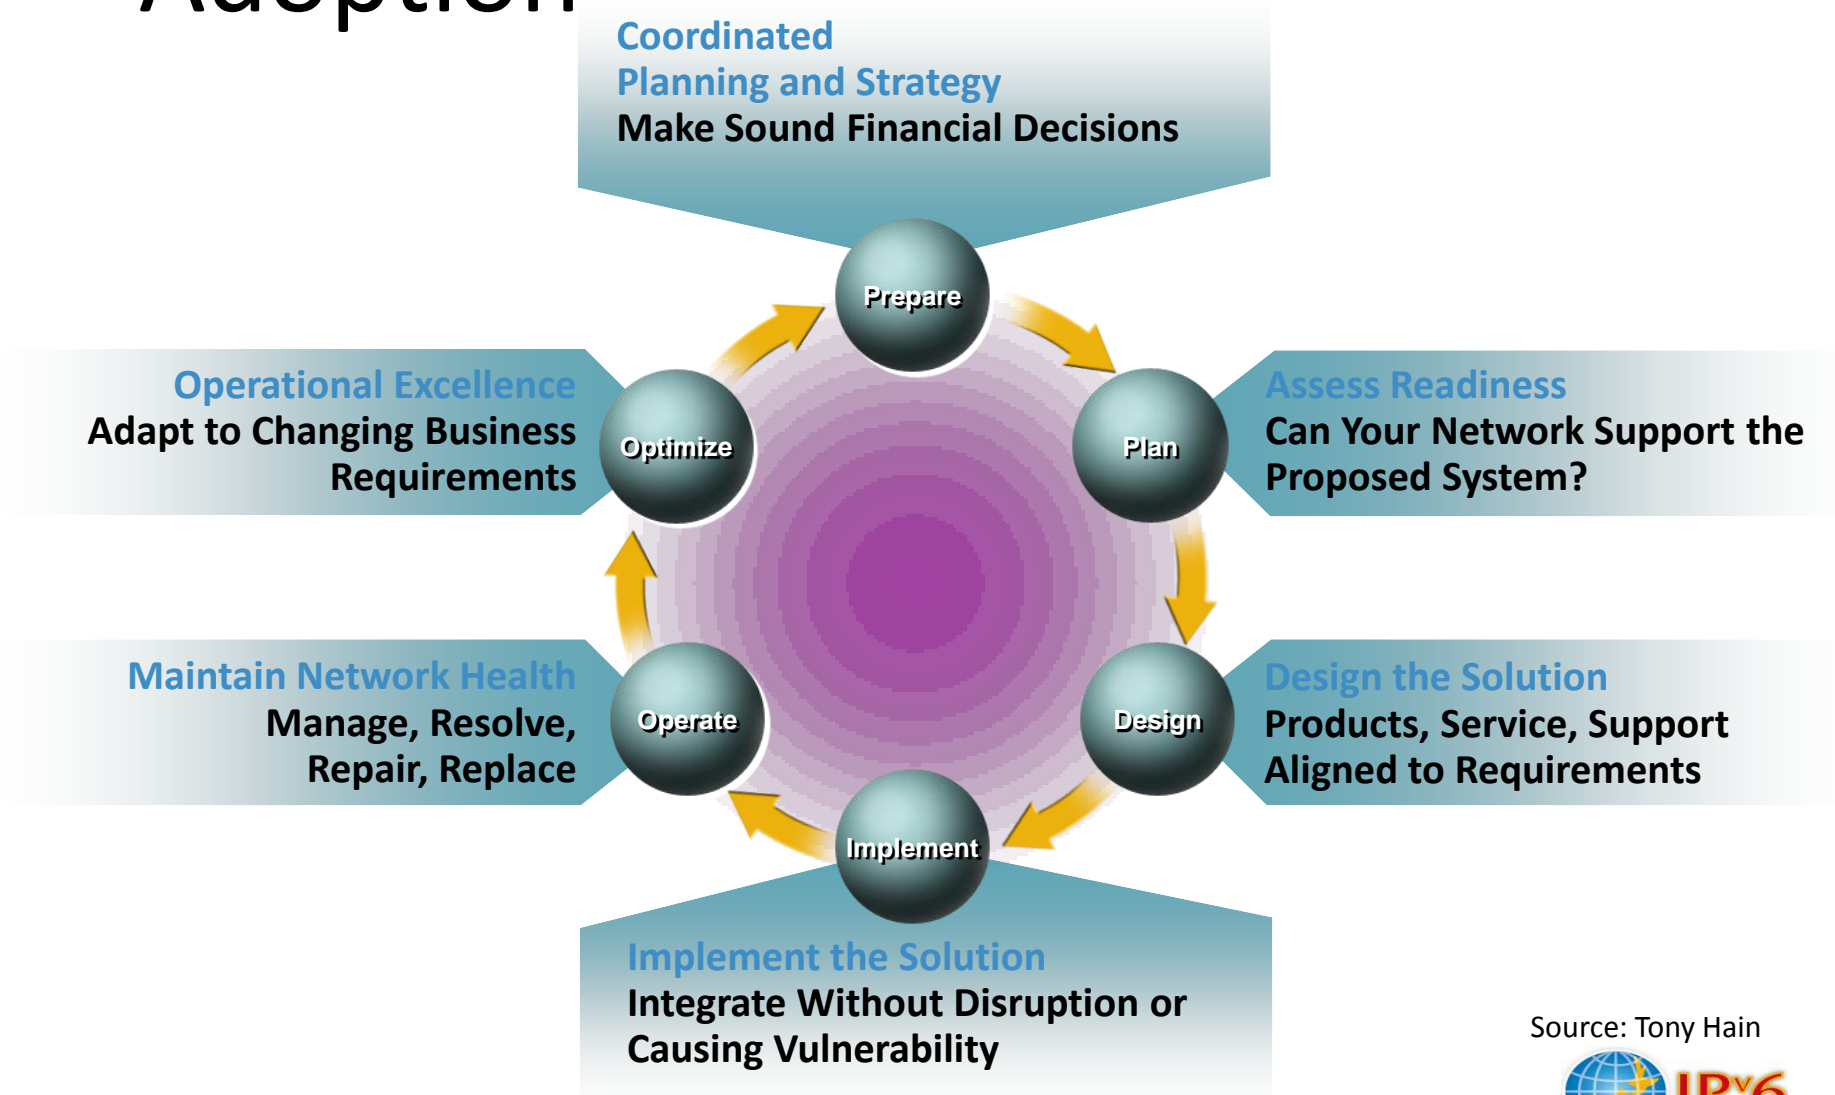 Adoption
Coordinated
Planning and Strategy
Make Sound Financial Decisions
Prepare
Operational Excellence
Adapt to Changing Business
Requirements
Optimize
Plan
Assess Readiness
Can Your Network Support the
Proposed System?
Maintain Network Health
Manage, Resolve,
Repair, Replace
Operate
Design
Design the Solution
Products, Service, Support
Aligned to Requirements
Implement
Implement the Solution
Integrate Without Disruption or
Causing Vulnerability
Source: Tony Hain
IPv6